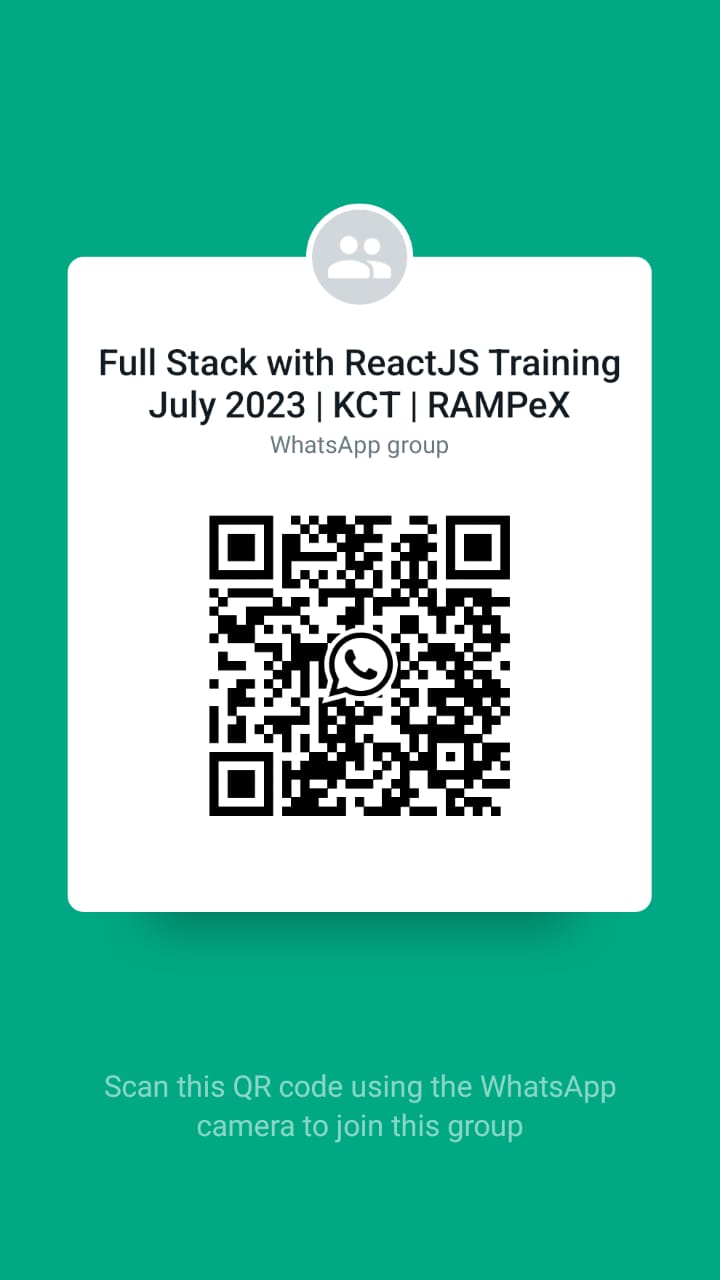 Full Stack with ReactJS Training
July 2023 | KCT | RAMPeX
WhatsApp group
Scan this QR code using the WhatsApp
camera to join this group